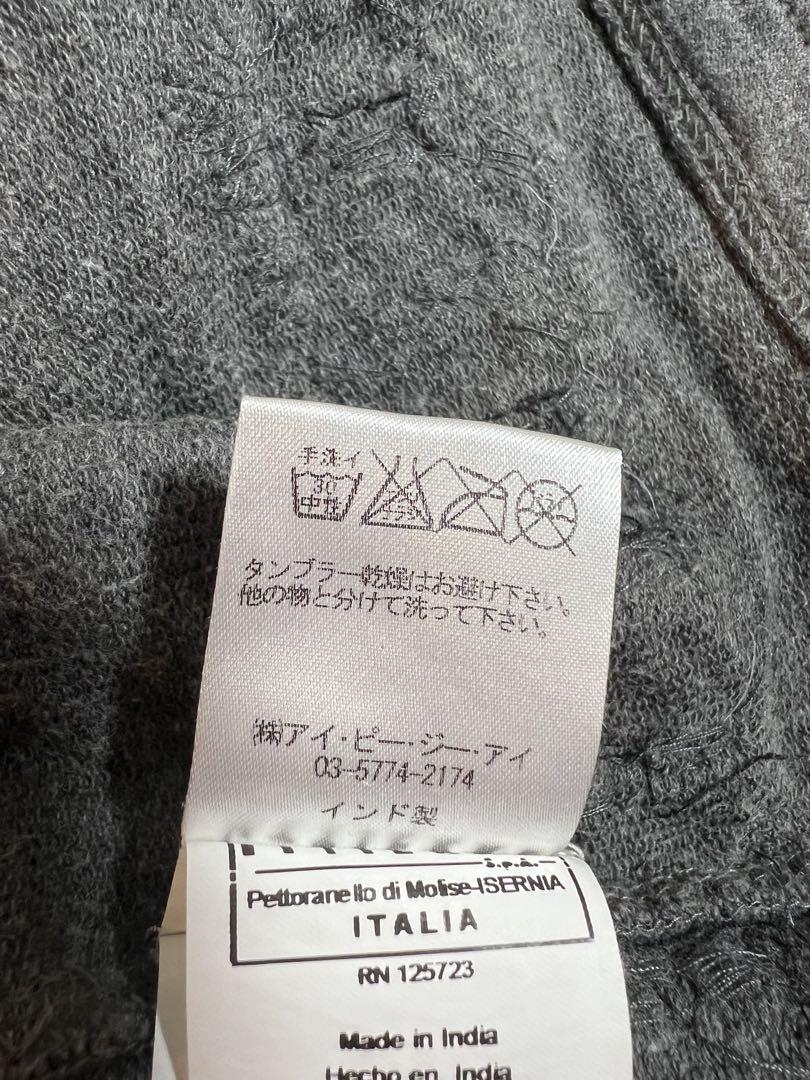 手洗イ
30
中性
タンブラー乾燥はお避け下さい。
他の物と分けて洗って下さい。
㈱アイ・ピー・ジー・アイ
03-5774-2174
インド製
s.p.a.
Pettoranello di Molise-ISERNIA
ITALIA
RN 125723
Made in India
Hecho en India